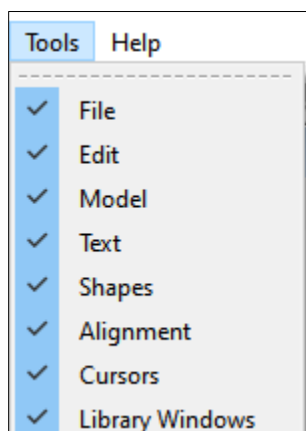 Tools Help
File
Edit
Model
Text
Shapes
Alignment
Cursors
Library Windows